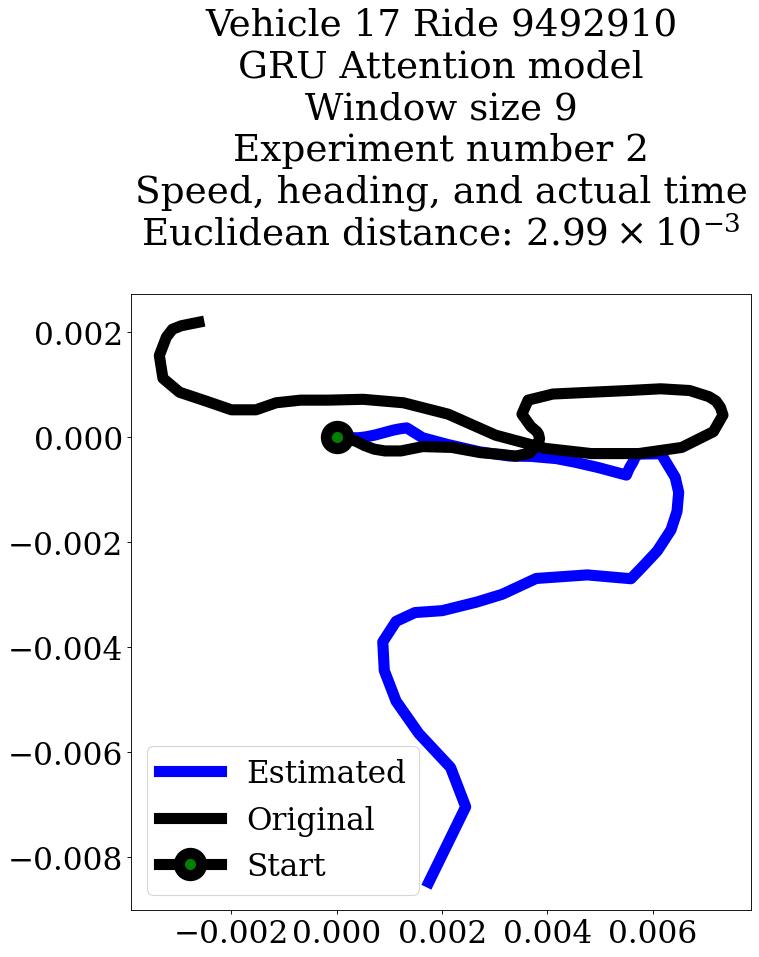 Vehicle 17 Ride 9492910
GRU Attention model
Window size 9
Experiment number 2
Speed, heading, and actual time
Euclidean distance: 2.99 × 10⁻³
0.002
0.000
−0.002
−0.004
−0.006
−0.008
Estimated
Original
Start
−0.002 0.000 0.002 0.004 0.006